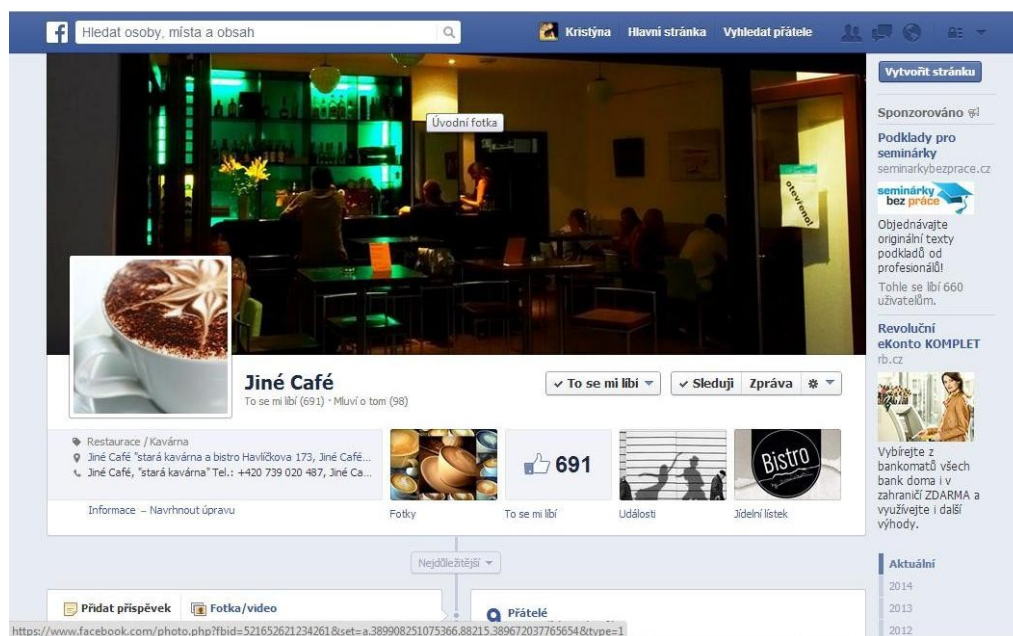 Hledat osoby, místa a obsah
Kristýna
Hlavní stránka
Vyhledat přátele
Úvodní fotka
otevřeno!
Jiné Café
To se mi líbí (691) · Mluví o tom (98)
✓ To se mi líbí
✓ Sleduji
Zpráva
Restaurace / Kavárna
Jiné Café "stará kavárna a bistro Havlíčkova 173, Jiné Café...
Jiné Café, "stará kavárna" Tel.: +420 739 020 487, Jiné Ca...
Informace – Navrhnout úpravu
Fotky
691
To se mi líbí
Události
Bistro
Jídelní lístek
Nejdůležitější
Přidat příspěvek
Fotka/video
Přátelé
https://www.facebook.com/photo.php?fbid=521652621234261&set=a.389908251075366.88215.389672037765654&type=1
Vytvořit stránku
Sponzorováno
Podklady pro
seminárky
seminarkybezprace.cz
seminárky
bez práce
Objednávajte
originální texty
podkladů od
profesionálů!
Tohle se líbí 660
uživatelům.
Revoluční
eKonto KOMPLET
rb.cz
Vybírejte z
bankomatů všech
bank doma i v
zahraničí ZDARMA a
využívejte i další
výhody.
Aktuální
2014
2013
2012